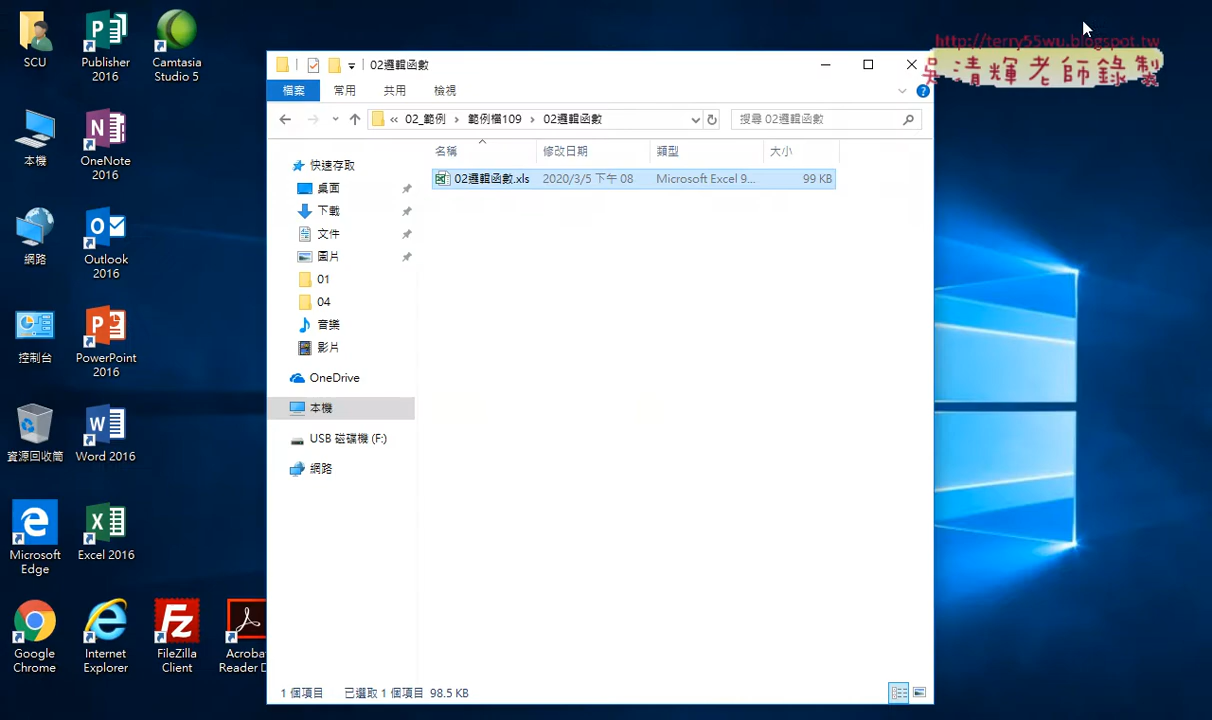 SCU
Publisher
2016
Camtasia
Studio 5
本機
OneNote
2016
網路
Outlook
2016
控制台
PowerPoint
2016
資源回收筒
Word 2016
Microsoft
Edge
Excel 2016
Google
Chrome
Internet
Explorer
FileZilla
Client
Acroba
Reader D
http://terry55wu.blogspot.tw
吳清輝老師錄製
02邏輯函數
檔案 常用 共用 檢視
« 02_範例 › 範例檔109 › 02邏輯函數
搜尋 02邏輯函數
名稱 修改日期 類型 大小
02邏輯函數.xls 2020/3/5 下午 08 Microsoft Excel 9... 99 KB
快速存取
桌面
下載
文件
圖片
01
04
音樂
影片
OneDrive
本機
USB 磁碟機 (F:)
網路
1 個項目 已選取 1 個項目 98.5 KB